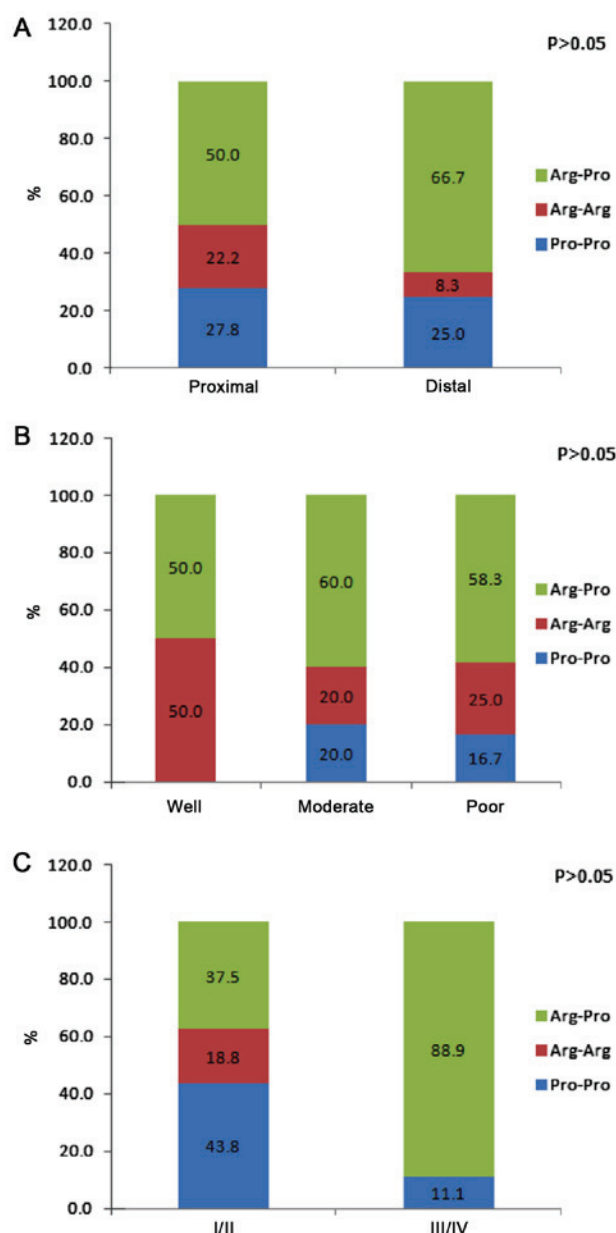 A
P>0.05
120.0
100.0
80.0
60.0
40.0
20.0
0.0
%
50.0
22.2
27.8
66.7
8.3
25.0
Arg-Pro
Arg-Arg
Pro-Pro
Proximal
Distal
B
P>0.05
120.0
100.0
80.0
60.0
40.0
20.0
0.0
%
50.0
50.0
60.0
20.0
20.0
58.3
25.0
16.7
Arg-Pro
Arg-Arg
Pro-Pro
Well
Moderate
Poor
C
P>0.05
120.0
100.0
80.0
60.0
40.0
20.0
0.0
%
37.5
18.8
43.8
88.9
11.1
Arg-Pro
Arg-Arg
Pro-Pro
I/II
III/IV